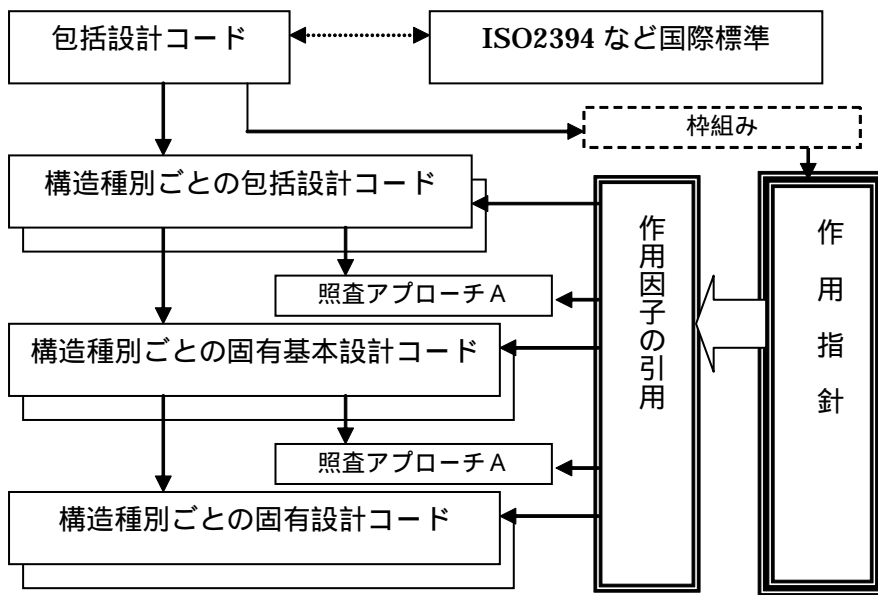 包括設計コード
ISO2394 など国際標準
枠組み
構造種別ごとの包括設計コード
照査アプローチA
構造種別ごとの固有基本設計コード
照査アプローチA
構造種別ごとの固有設計コード
作用因子の引用
作用指針